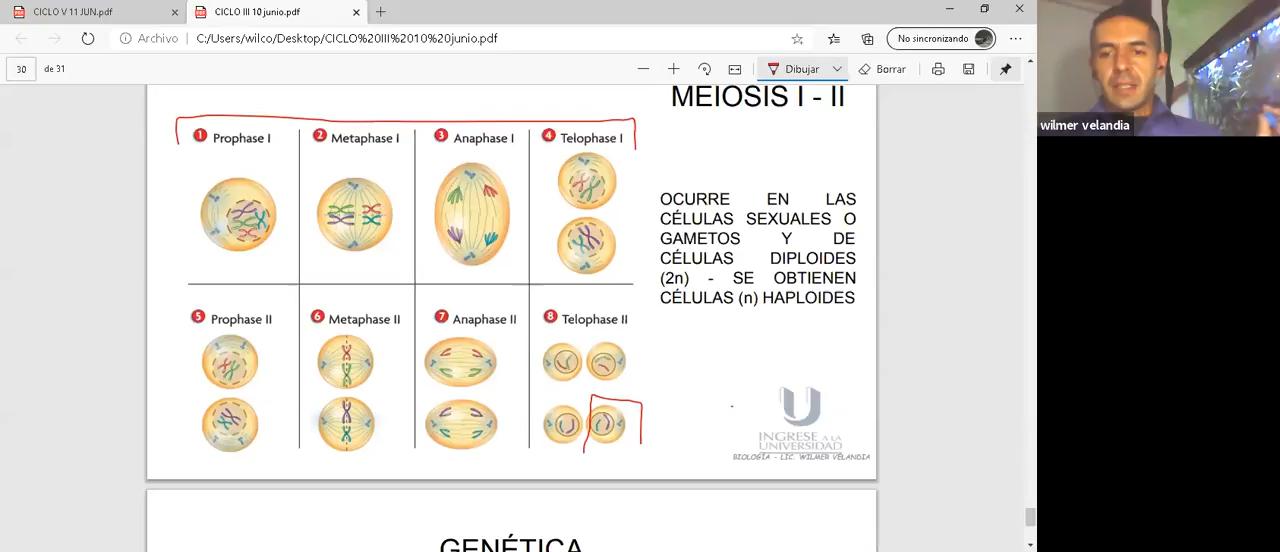 CICLO V 11 JUN.pdf
CICLO III 10 junio.pdf
Archivo
C:/Users/wilco/Desktop/CICLO%20III%2010%20junio.pdf
No sincronizando
30 de 31
Dibujar
Borrar
wilmer velandia
MEIOSIS I - II
1 Prophase I
2 Metaphase I
3 Anaphase I
4 Telophase I
OCURRE EN LAS
CÉLULAS SEXUALES O
GAMETOS Y DE
CÉLULAS DIPLOIDES
(2n) - SE OBTIENEN
CÉLULAS (n) HAPLOIDES
5 Prophase II
6 Metaphase II
7 Anaphase II
8 Telophase II
INGRESE A LA
UNIVERSIDAD
BIOLOGÍA - LIC. WILMER VELANDIA
GENÉTICA